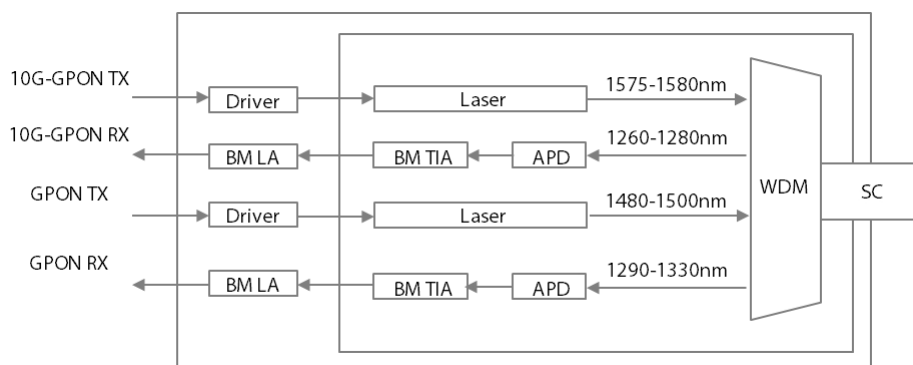 10G-GPON TX
Driver
Laser
1575-1580nm
10G-GPON RX
BM LA
BM TIA
APD
1260-1280nm
WDM
SC
GPON TX
Driver
Laser
1480-1500nm
GPON RX
BM LA
BM TIA
APD
1290-1330nm